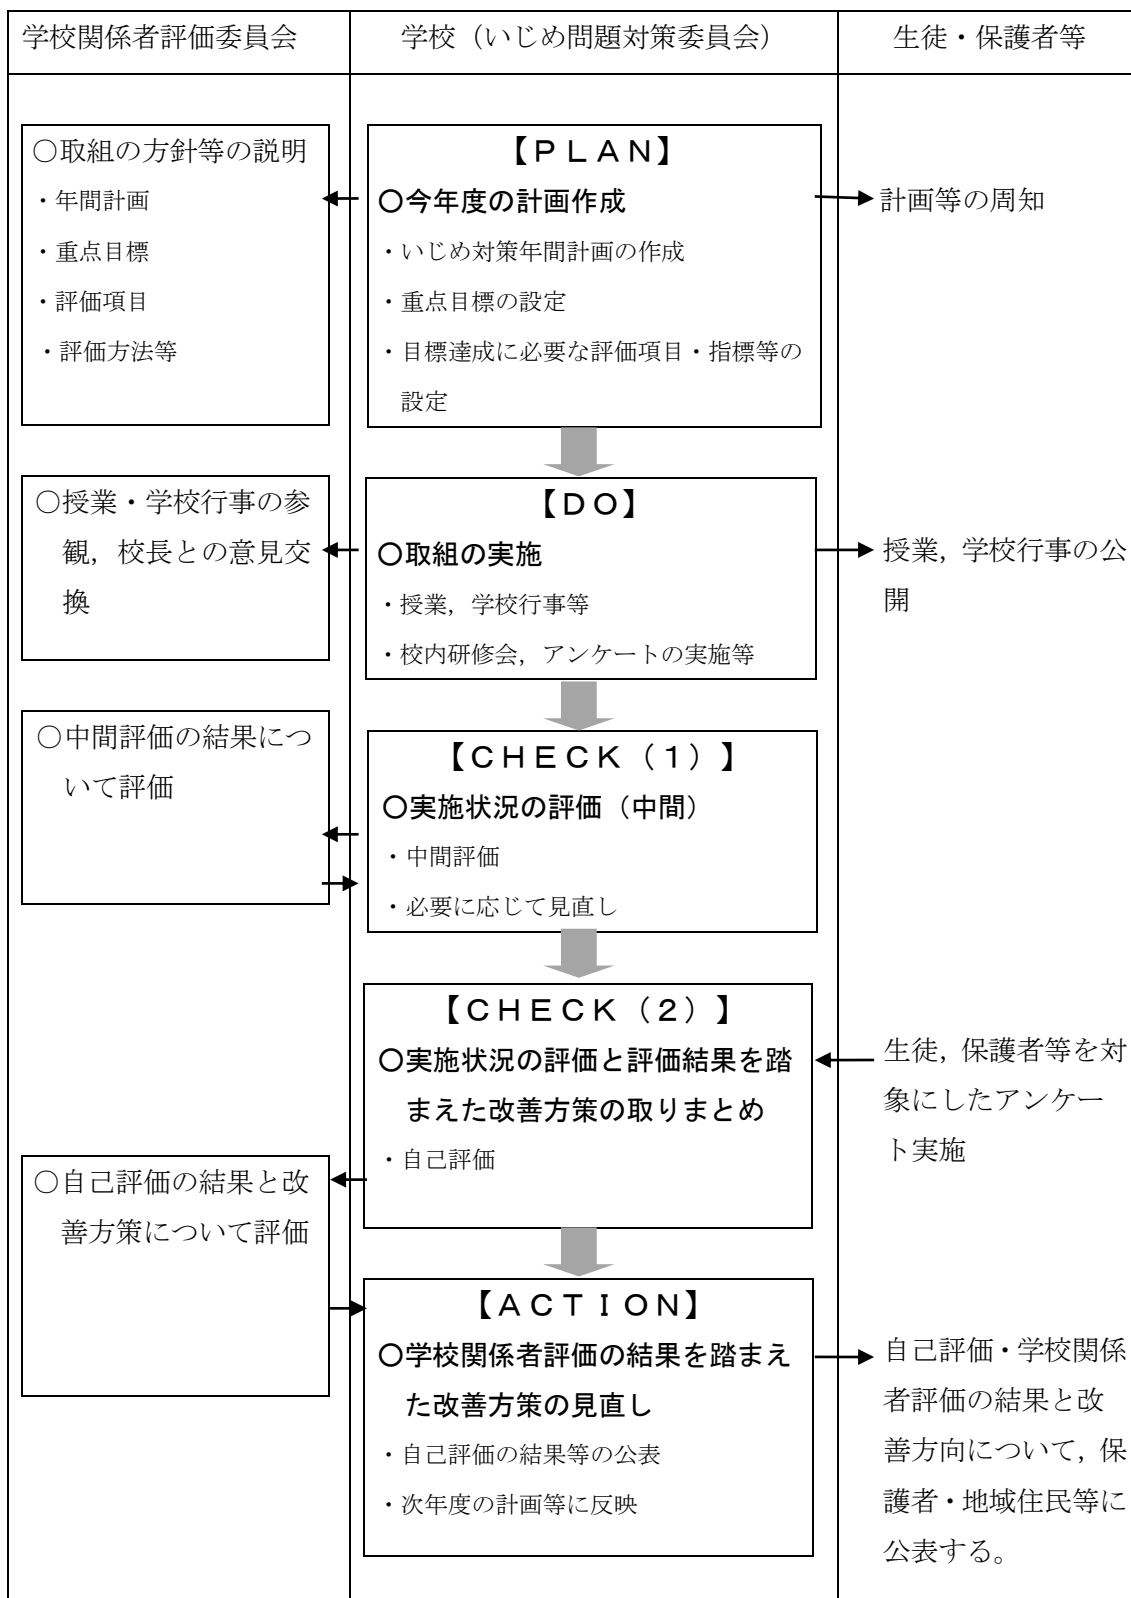 学校関係者評価委員会
学校（いじめ問題対策委員会）
生徒・保護者等
○取組の方針等の説明
・年間計画
・重点目標
・評価項目
・評価方法等
【ＰＬＡＮ】
○今年度の計画作成
・いじめ対策年間計画の作成
・重点目標の設定
・目標達成に必要な評価項目・指標等の
設定
計画等の周知
○授業・学校行事の参
観，校長との意見交
換
【ＤＯ】
○取組の実施
・授業，学校行事等
・校内研修会，アンケートの実施等
授業，学校行事の公
開
○中間評価の結果につ
いて評価
【ＣＨＥＣＫ（１）】
○実施状況の評価（中間）
・中間評価
・必要に応じて見直し
【ＣＨＥＣＫ（２）】
○実施状況の評価と評価結果を踏
まえた改善方策の取りまとめ
・自己評価
生徒，保護者等を対
象にしたアンケー
ト実施
○自己評価の結果と改
善方策について評価
【ＡＣＴＩＯＮ】
○学校関係者評価の結果を踏まえ
た改善方策の見直し
・自己評価の結果等の公表
・次年度の計画等に反映
自己評価・学校関係
者評価の結果と改
善方向について，保
護者・地域住民等に
公表する。